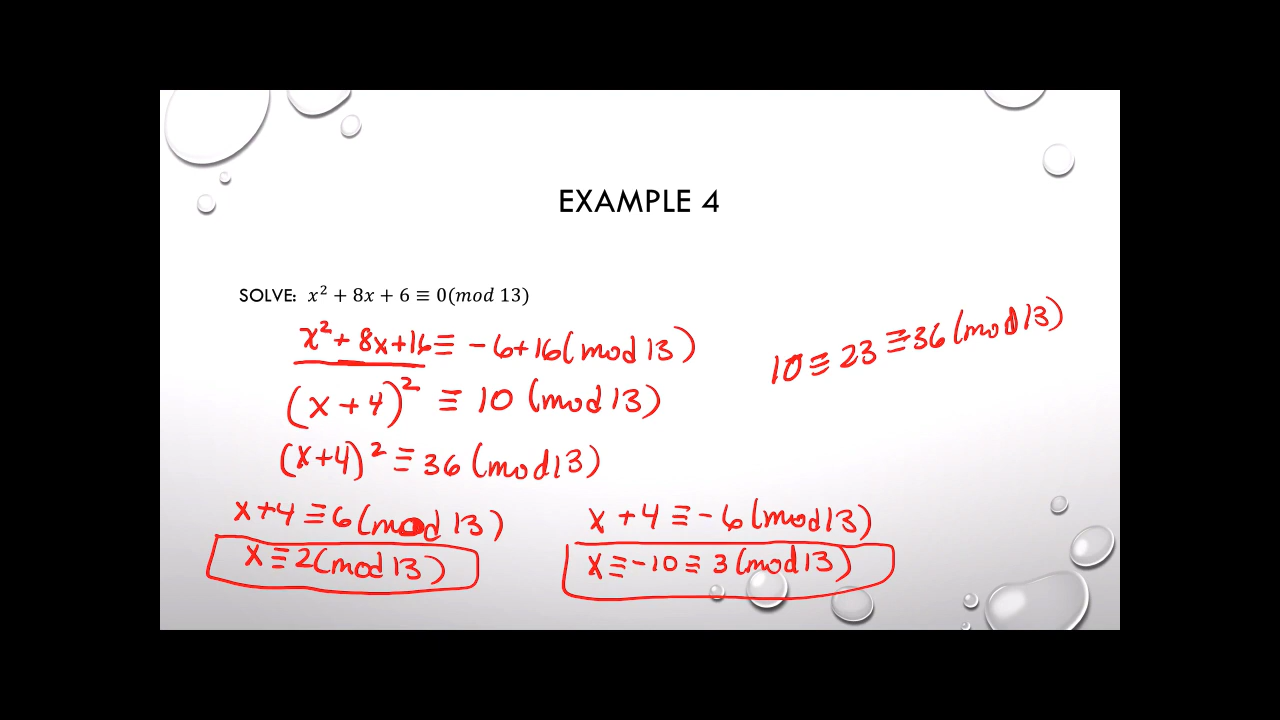 EXAMPLE 4
SOLVE: x² + 8x + 6 ≡ 0(mod 13)
x² + 8x + 16 ≡ -6+16(mod 13)
10 ≡ 23 ≡ 36 (mod 13)
(x + 4)² ≡ 10 (mod 13)
(x+4)² ≡ 36 (mod 13)
x+4 ≡ 6(mod 13)
x + 4 ≡ -6(mod 13)
x ≡ 2(mod 13)
x ≡ -10 ≡ 3(mod 13)